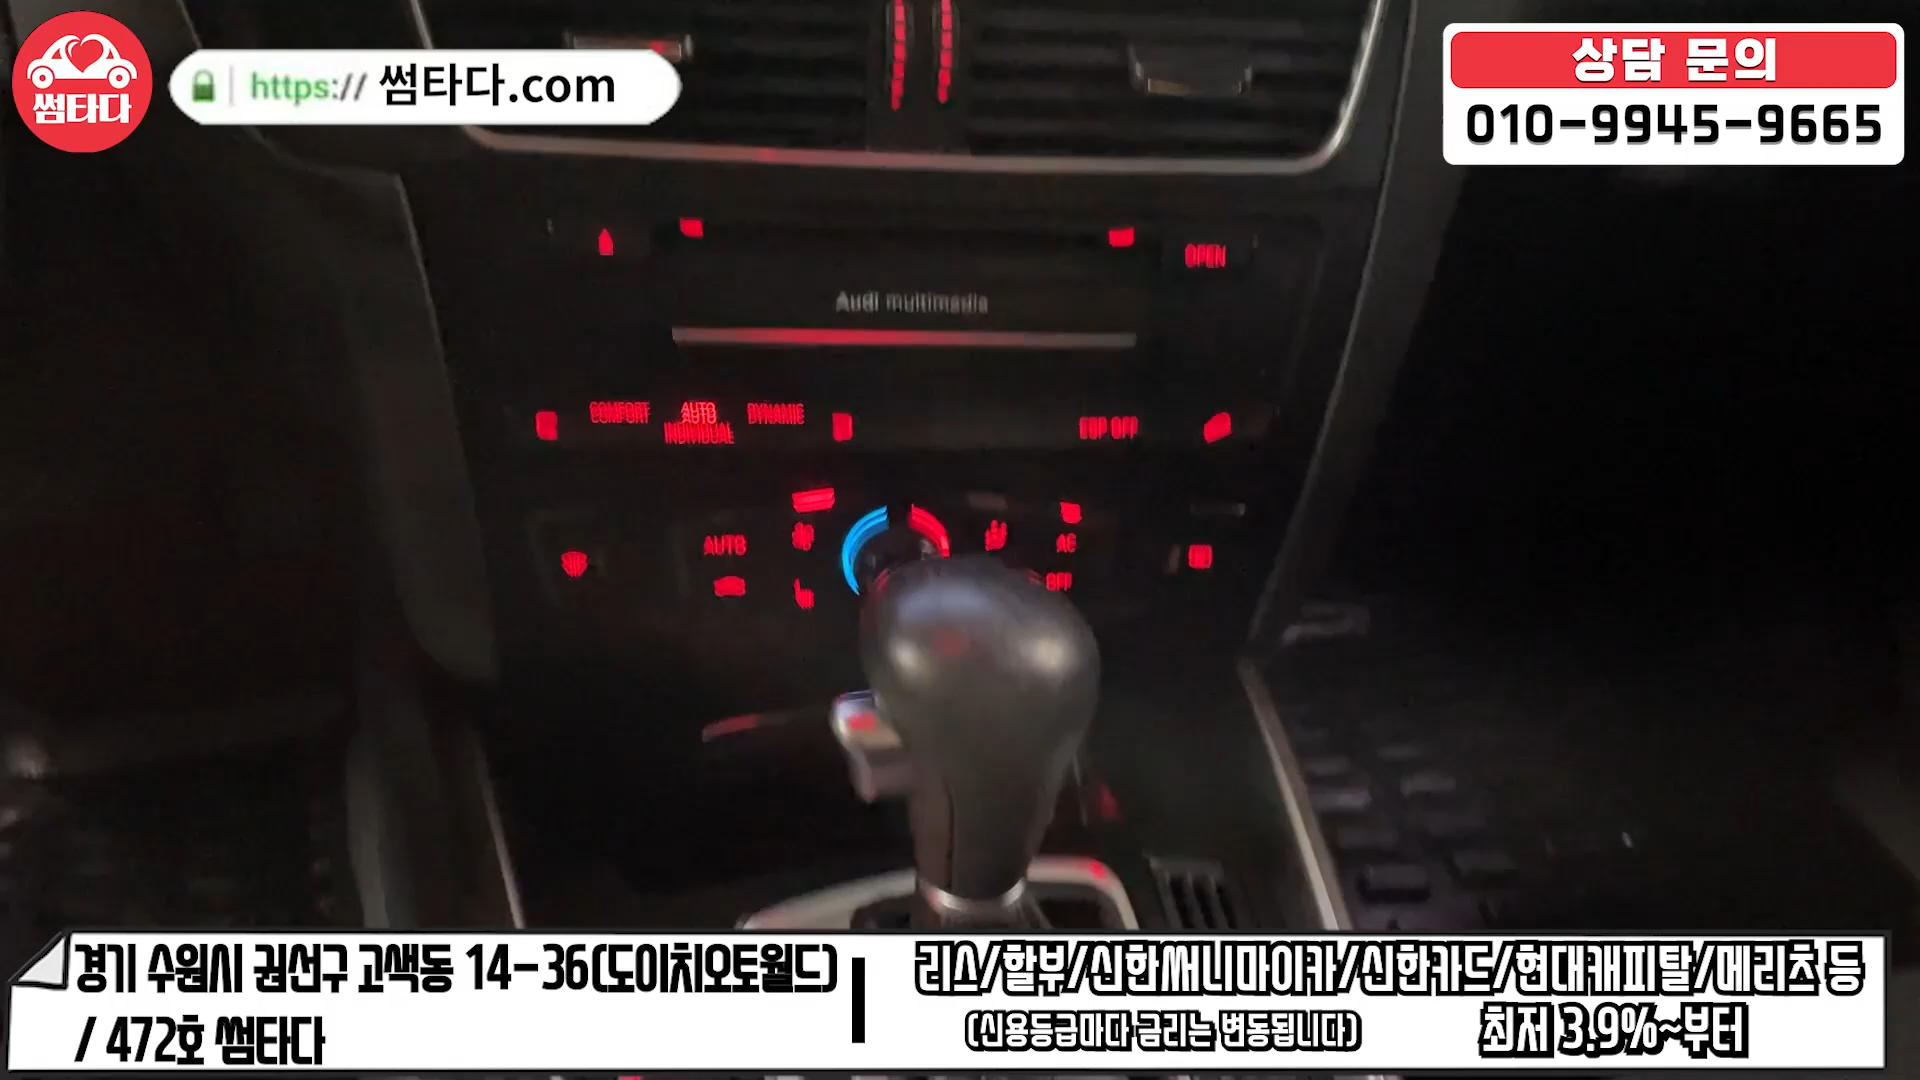 썸타다
https:// 썸타다.com
상담 문의
010-9945-9665
OPEN
Audi multimedia
COMFORT AUTO DYNAMIC
INDIVIDUAL
OFF
AUTO
AC
OFF
경기 수원시 권선구 고색동 14-36(도이치오토월드)
/ 472호 썸타다
리스/할부/신한써니마이카/신한카드/현대캐피탈/메리츠 등
(신용등급마다 금리는 변동됩니다)
최저 3.9%~부터